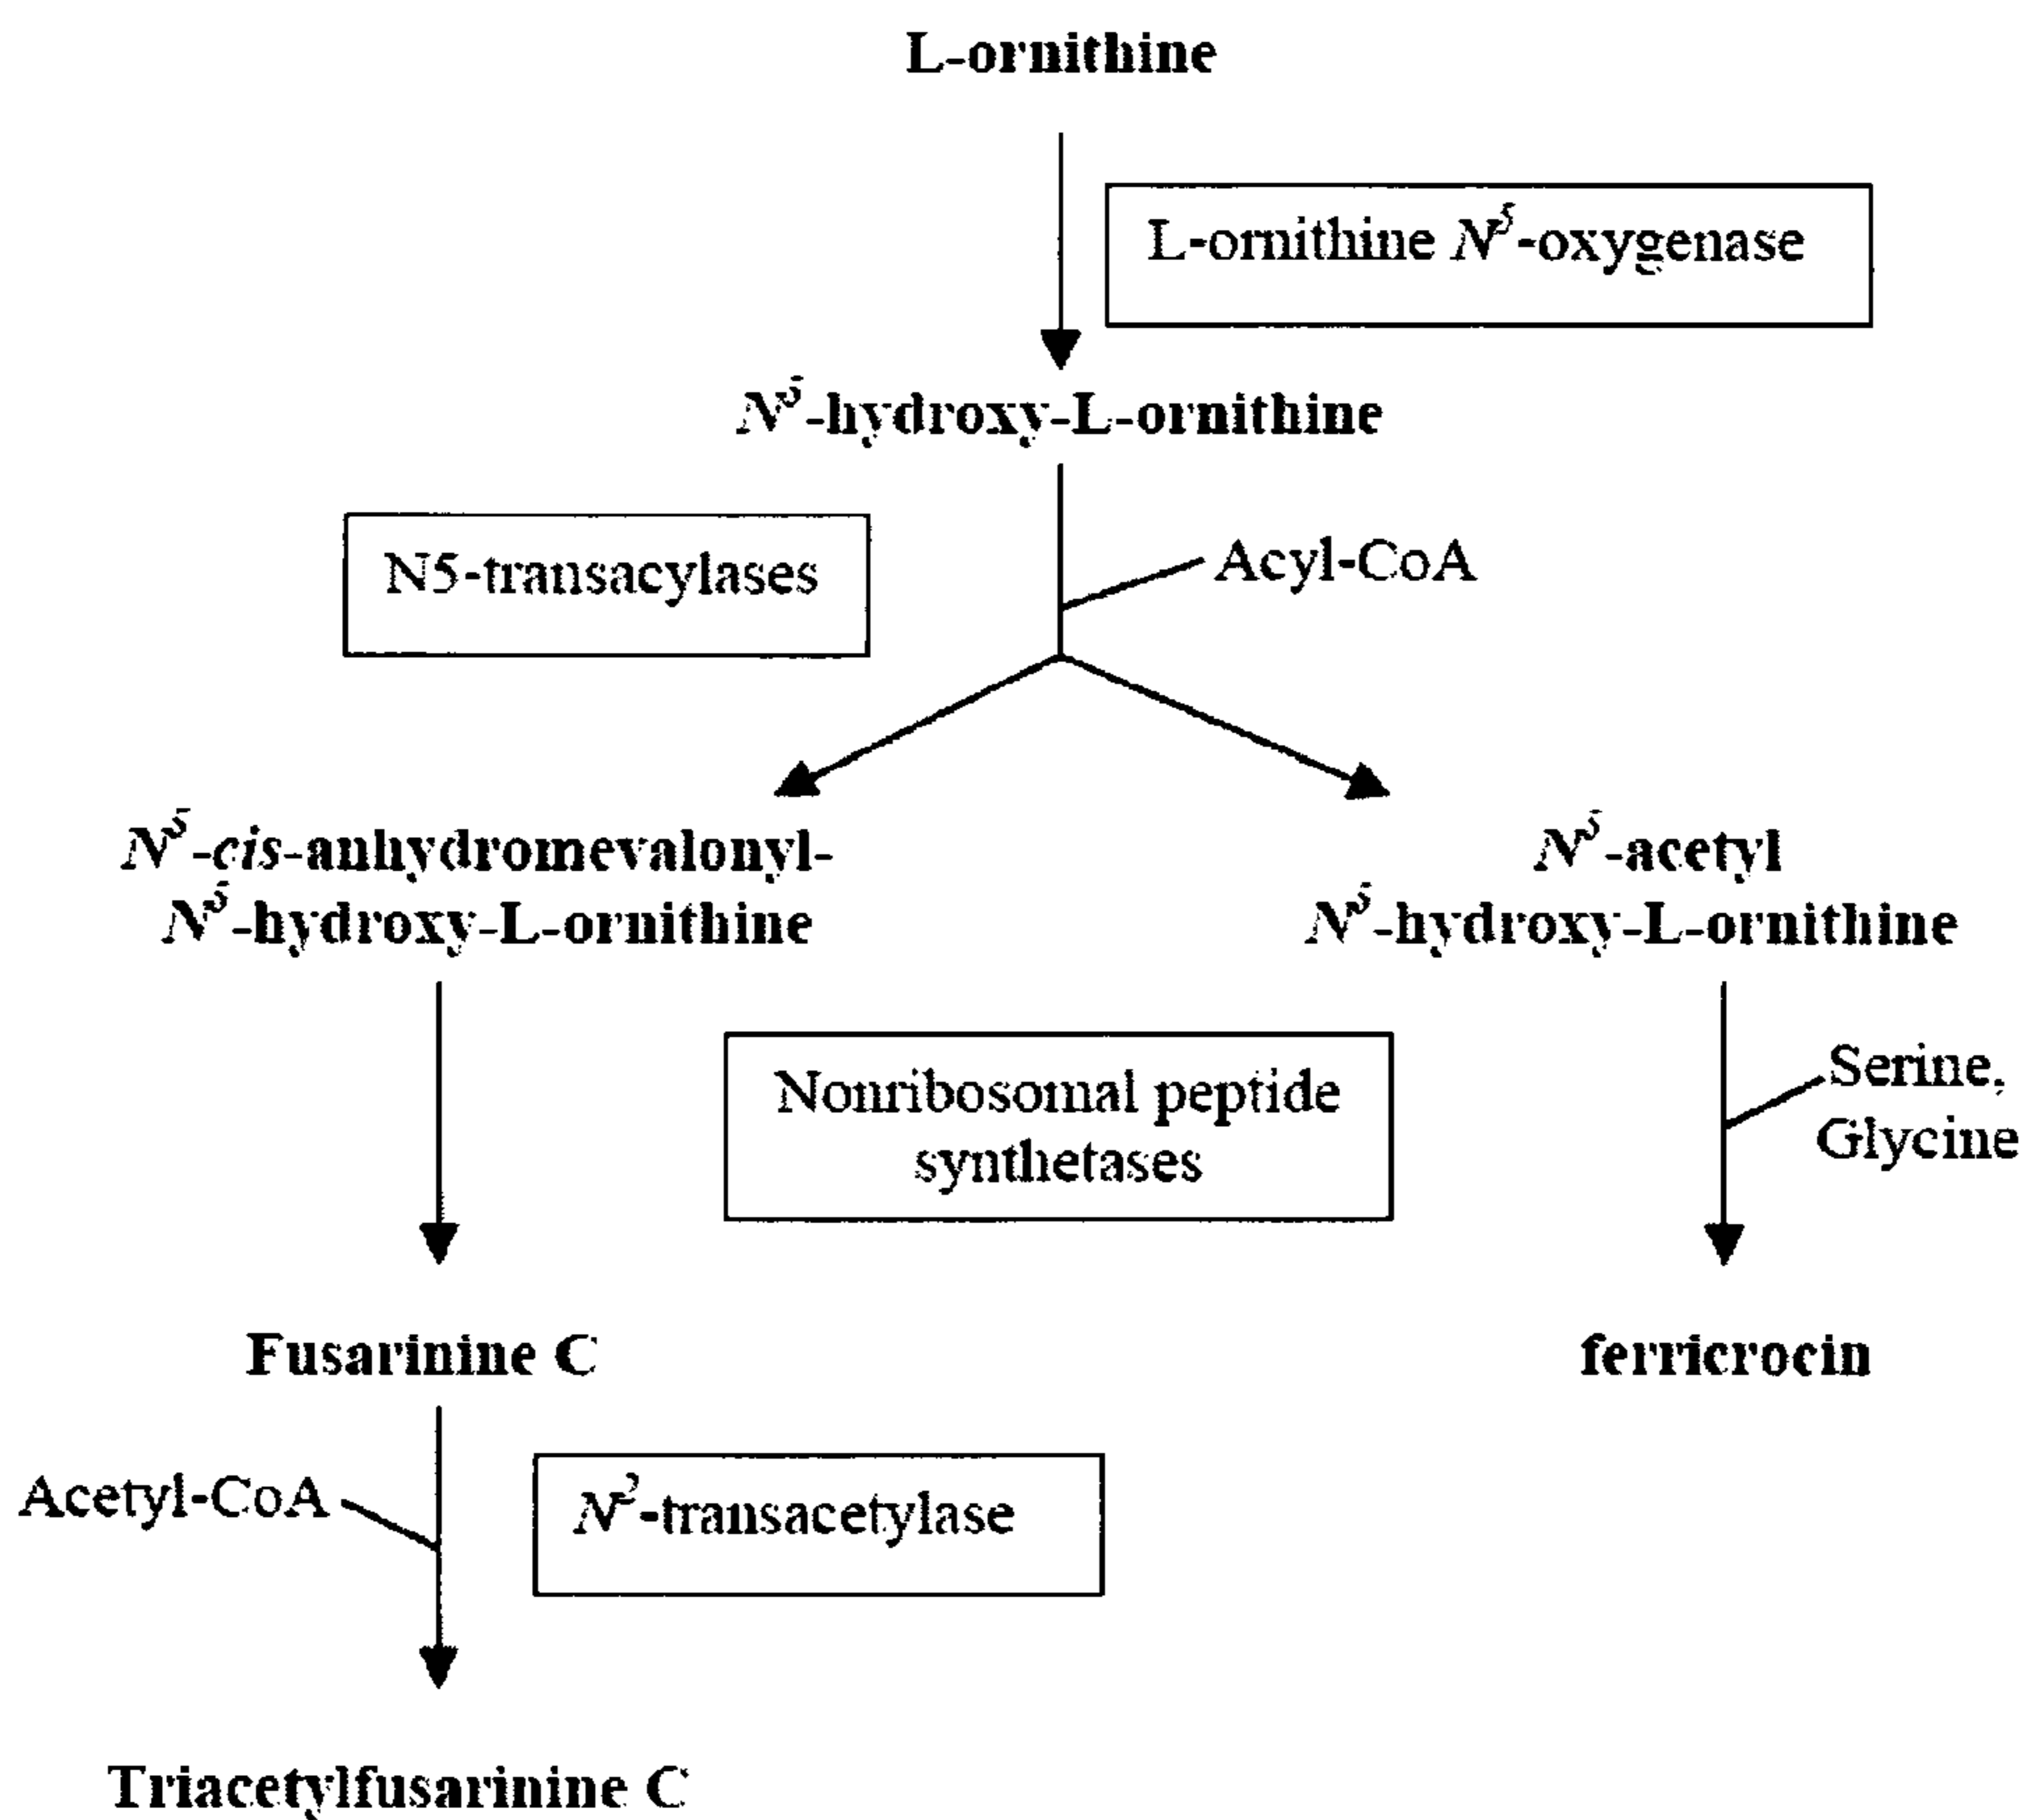 L-ornithine
L-ornithine N⁵-oxygenase
N⁵-hydroxy-L-ornithine
N5-transacylases
Acyl-CoA
N⁵-cis-anhydromevalonyl-
N⁵-hydroxy-L-ornithine
N⁵-acetyl
N⁵-hydroxy-L-ornithine
Nonribosomal peptide
synthetases
Serine,
Glycine
Fusarinine C
ferricrocin
Acetyl-CoA
N²-transacetylase
Triacetylfusarinine C